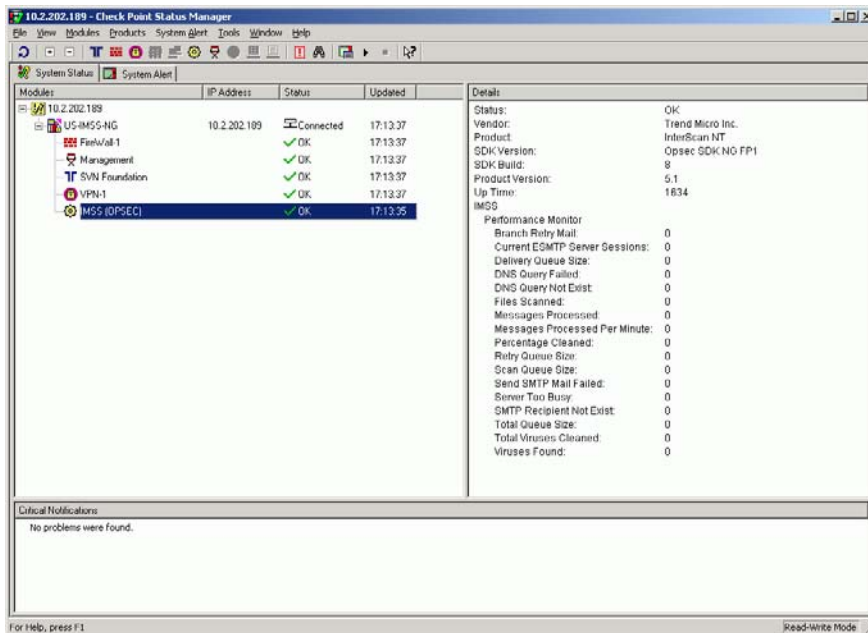 10.2.202.189 - Check Point Status Manager
File View Modules Products System Alert Tools Window Help
System Status System Alert
Modules IP Address Status Updated
10.2.202.189
US-IMSS-NG 10.2.202.189 Connected 17:13:37
FireWall-1 OK 17:13:37
Management OK 17:13:37
SVN Foundation OK 17:13:37
VPN-1 OK 17:13:37
IMSS (OPSEC) OK 17:13:35
Details
Status: OK
Vendor: Trend Micro Inc.
Product: InterScan NT
SDK Version: Opsec SDK NG FP1
SDK Build: 8
Product Version: 5.1
Up Time: 1634
IMSS
Performance Monitor
Branch Retry Mail: 0
Current ESMTP Server Sessions: 0
Delivery Queue Size: 0
DNS Query Failed: 0
DNS Query Not Exist: 0
Files Scanned: 0
Messages Processed: 0
Messages Processed Per Minute: 0
Percentage Cleaned: 0
Retry Queue Size: 0
Scan Queue Size: 0
Send SMTP Mail Failed: 0
Server Too Busy: 0
SMTP Recipient Not Exist: 0
Total Queue Size: 0
Total Viruses Cleaned: 0
Viruses Found: 0
Critical Notifications
No problems were found.
For Help, press F1
Read-Write Mode